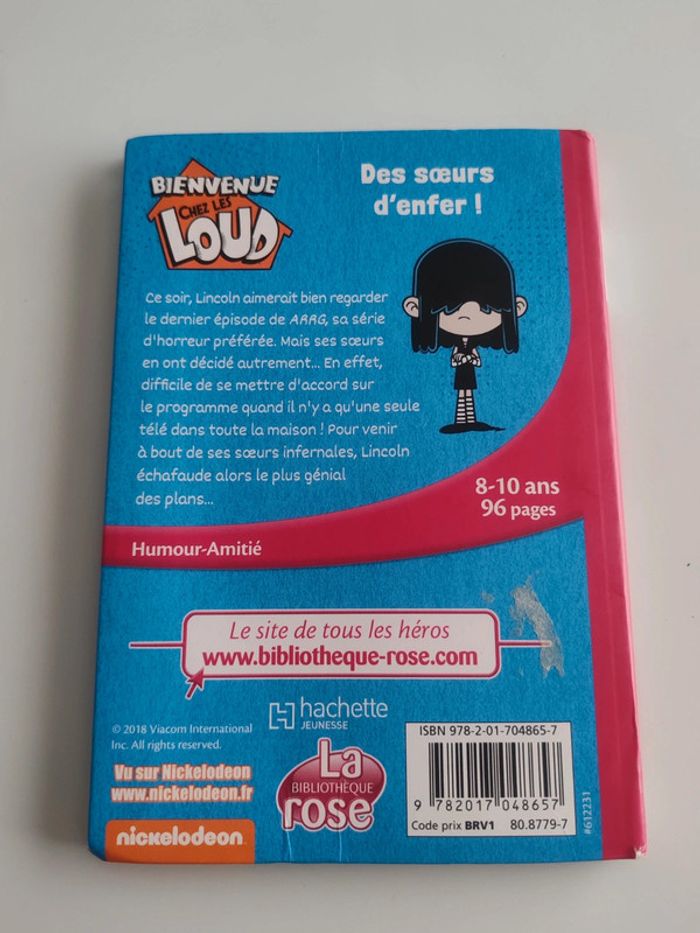 BIENVENUE
CHEZ LES
LOUD
Des sœurs
d'enfer !
Ce soir, Lincoln aimerait bien regarder
le dernier épisode de ARRG, sa série
d'horreur préférée. Mais ses sœurs
en ont décidé autrement... En effet,
difficile de se mettre d'accord sur
le programme quand il n'y a qu'une seule
télé dans toute la maison ! Pour venir
à bout de ses sœurs infernales, Lincoln
échafaude alors le plus génial
des plans...
8-10 ans
96 pages
Humour-Amitié
Le site de tous les héros
www.bibliotheque-rose.com
hachette
JEUNESSE
© 2018 Viacom International
Inc. All rights reserved.
Vu sur Nickelodeon
www.nickelodeon.fr
nickelodeon
La
BIBLIOTHÈQUE
rose
ISBN 978-2-01-704865-7
9 782017 048657
Code prix BRV1 80.8779-7
#612231